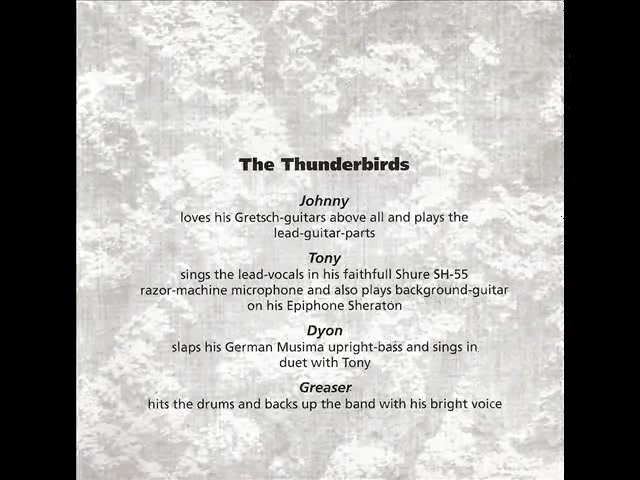 The Thunderbirds
Johnny
loves his Gretsch-guitars above all and plays the
lead-guitar-parts
Tony
sings the lead-vocals in his faithfull Shure SH-55
razor-machine microphone and also plays background-guitar
on his Epiphone Sheraton
Dyon
slaps his German Musima upright-bass and sings in
duet with Tony
Greaser
hits the drums and backs up the band with his bright voice